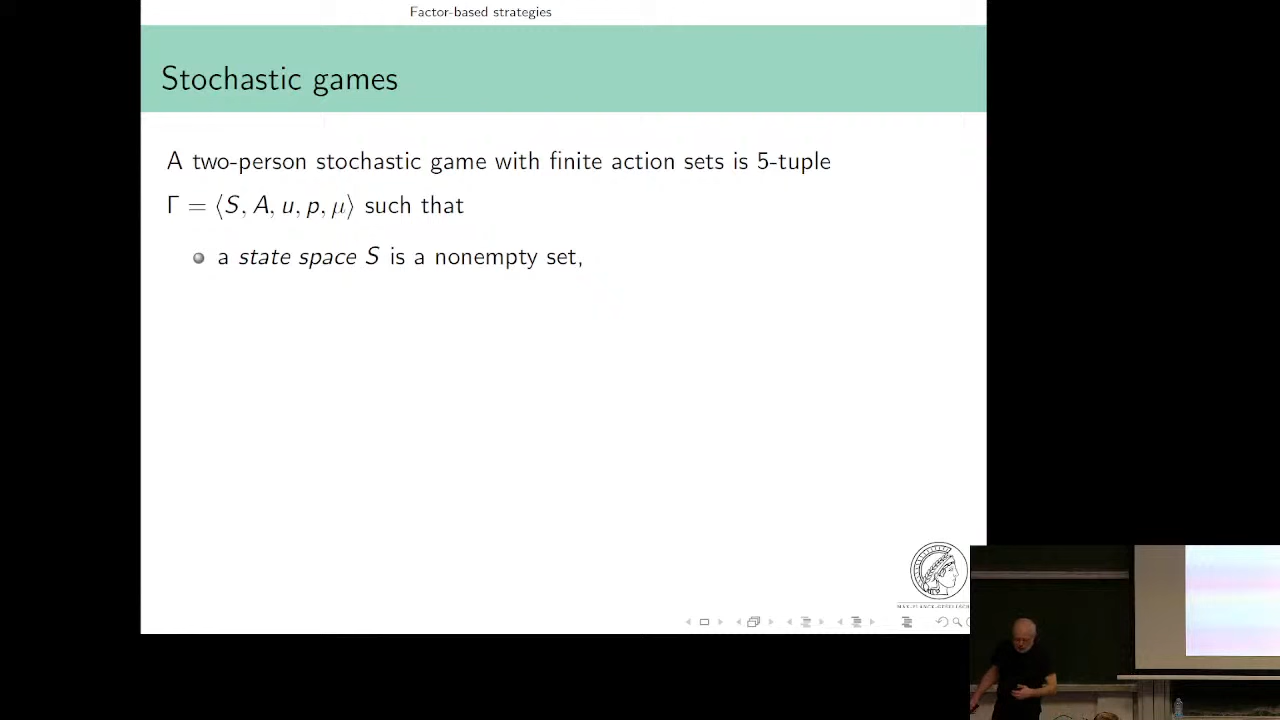 Factor-based strategies
Stochastic games
A two-person stochastic game with finite action sets is 5-tuple
Γ = ⟨S, A, u, p, μ⟩ such that
a state space S is a nonempty set,